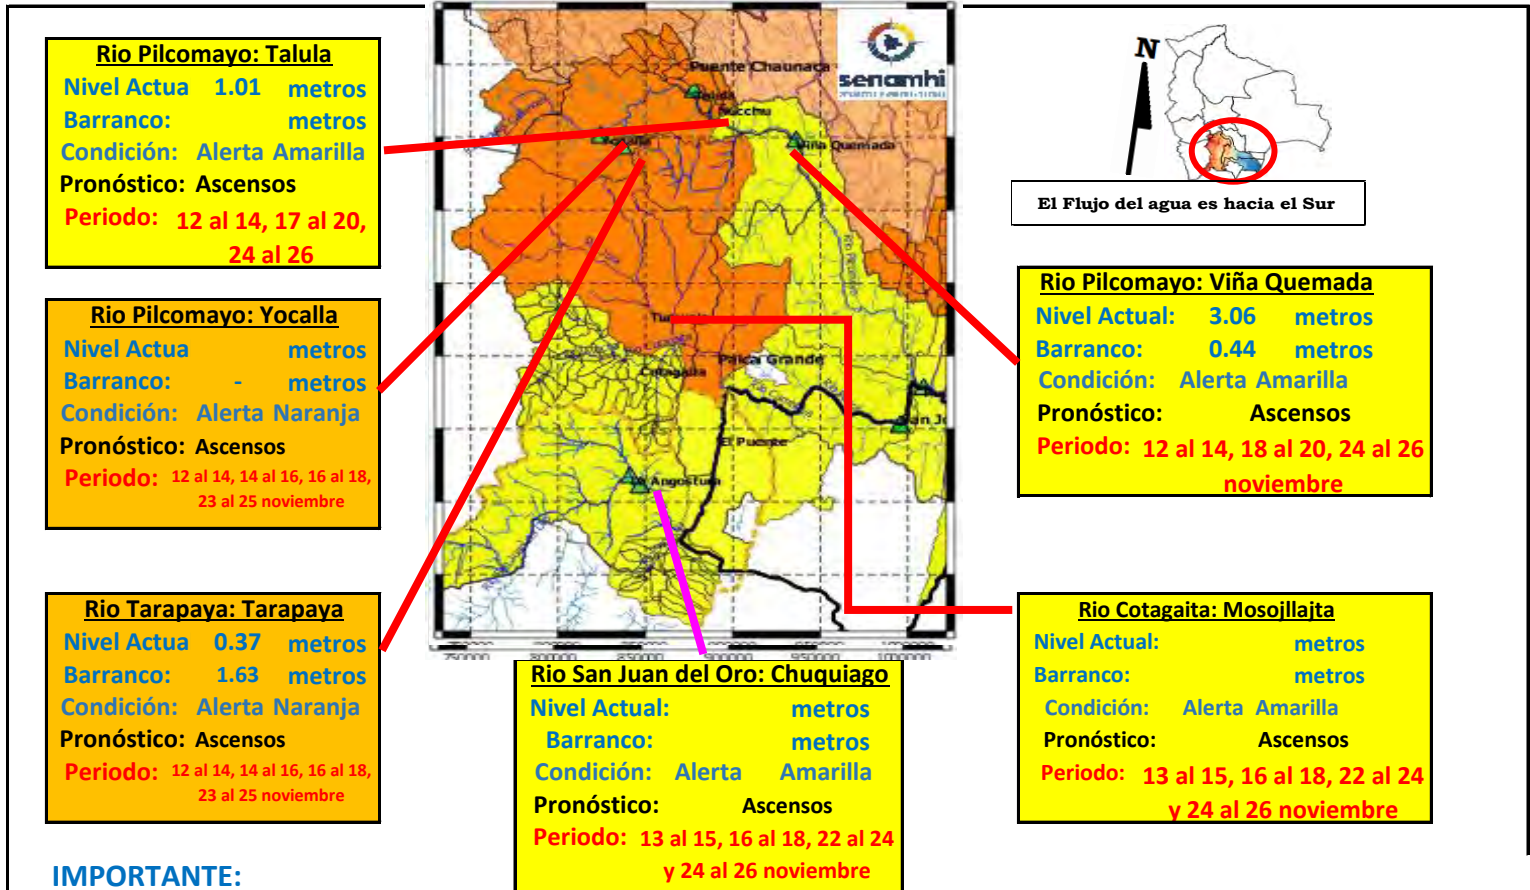 Rio Pilcomayo: Talula
Nivel Actua 1.01 metros
Barranco: metros
Condición: Alerta Amarilla
Pronóstico: Ascensos
Periodo: 12 al 14, 17 al 20,
24 al 26
Rio Pilcomayo: Yocalla
Nivel Actua metros
Barranco: - metros
Condición: Alerta Naranja
Pronóstico: Ascensos
Periodo: 12 al 14, 14 al 16, 16 al 18,
23 al 25 noviembre
Rio Tarapaya: Tarapaya
Nivel Actua 0.37 metros
Barranco: 1.63 metros
Condición: Alerta Naranja
Pronóstico: Ascensos
Periodo: 12 al 14, 14 al 16, 16 al 18,
23 al 25 noviembre
IMPORTANTE:
senamhi
Puente Chaunaca
Viña Quemada
Palca Grande
Cotagaita
El Puente
Angostura
750000 800000 850000 900000 950000 1000000
Rio San Juan del Oro: Chuquiago
Nivel Actual: metros
Barranco: metros
Condición: Alerta Amarilla
Pronóstico: Ascensos
Periodo: 13 al 15, 16 al 18, 22 al 24
y 24 al 26 noviembre
N
El Flujo del agua es hacia el Sur
Rio Pilcomayo: Viña Quemada
Nivel Actual: 3.06 metros
Barranco: 0.44 metros
Condición: Alerta Amarilla
Pronóstico: Ascensos
Periodo: 12 al 14, 18 al 20, 24 al 26
noviembre
Rio Cotagaita: Mosojllajta
Nivel Actual: metros
Barranco: metros
Condición: Alerta Amarilla
Pronóstico: Ascensos
Periodo: 13 al 15, 16 al 18, 22 al 24
y 24 al 26 noviembre